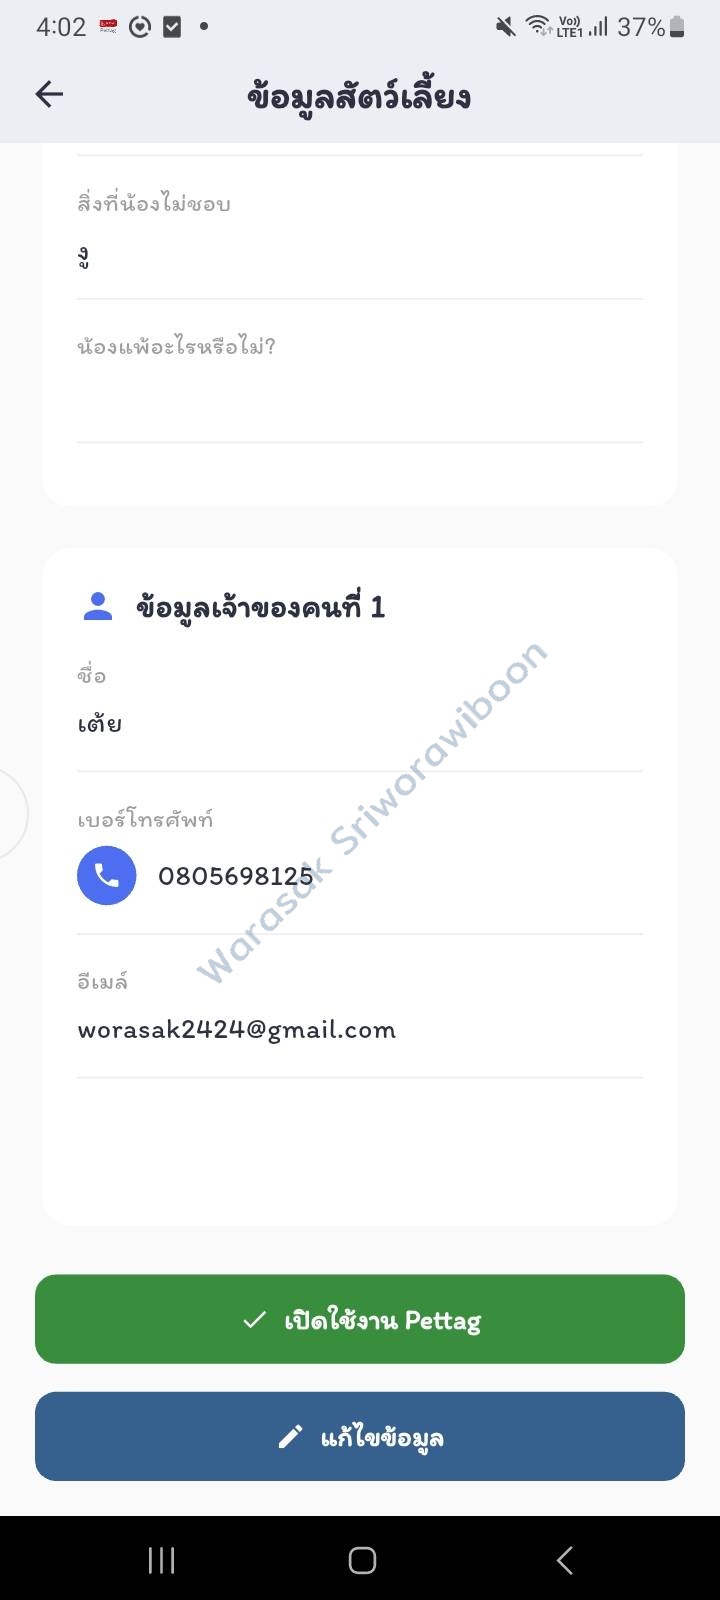 4:02
Vo))
LTE1
37%
ข้อมูลสัตว์เลี้ยง
สิ่งที่น้องไม่ชอบ
งู
น้องแพ้อะไรหรือไม่?
ข้อมูลเจ้าของคนที่ 1
ชื่อ
เต้ย
เบอร์โทรศัพท์
0805698125
อีเมล์
worasak2424@gmail.com
Warasak Sriworawiboon
เปิดใช้งาน Pettag
แก้ไขข้อมูล